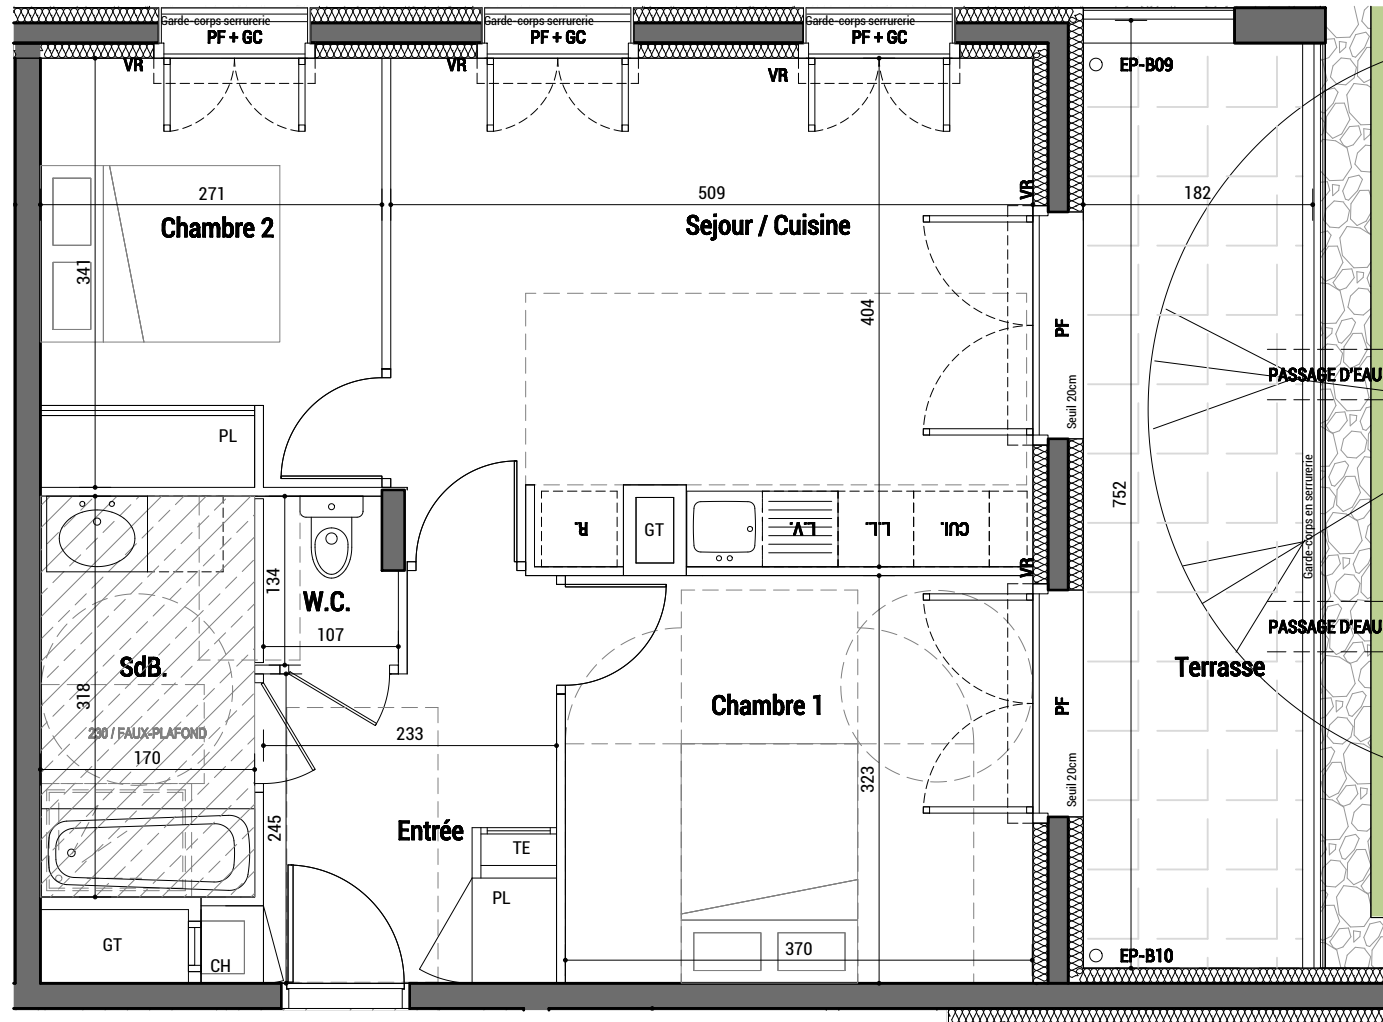 Garde-corps serrurerie
PF + GC
Garde-corps serrurerie
PF + GC
Garde-corps serrurerie
PF + GC
VR
VR
VR
EP-B09
271
509
VR
182
Chambre 2
Sejour / Cuisine
341
404
PF
PASSAGE D'EAU
Seuil 20cm
PL
752
Garde-corps en serrurerie
R.
GT
L.V.
L.L.
CUI.
VR
134
W.C.
107
PASSAGE D'EAU
SdB.
Terrasse
318
Chambre 1
PF
230 / FAUX-PLAFOND
233
170
323
Seuil 20cm
245
Entrée
TE
PL
GT
CH
370
EP-B10